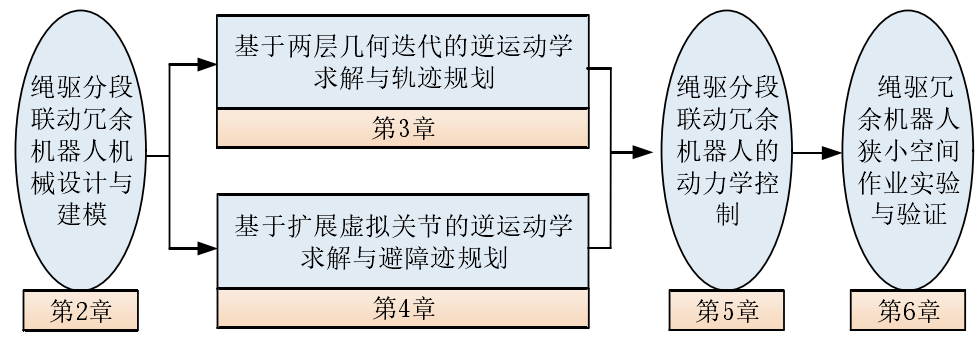 绳驱分段
联动冗余
机器人机
械设计与
建模
第2章
基于两层几何迭代的逆运动学
求解与轨迹规划
第3章
基于扩展虚拟关节的逆运动学
求解与避障迹规划
第4章
绳驱分段
联动冗余
机器人的
动力学控
制
第5章
绳驱冗
余机器人
狭小空间
作业实验
与验证
第6章